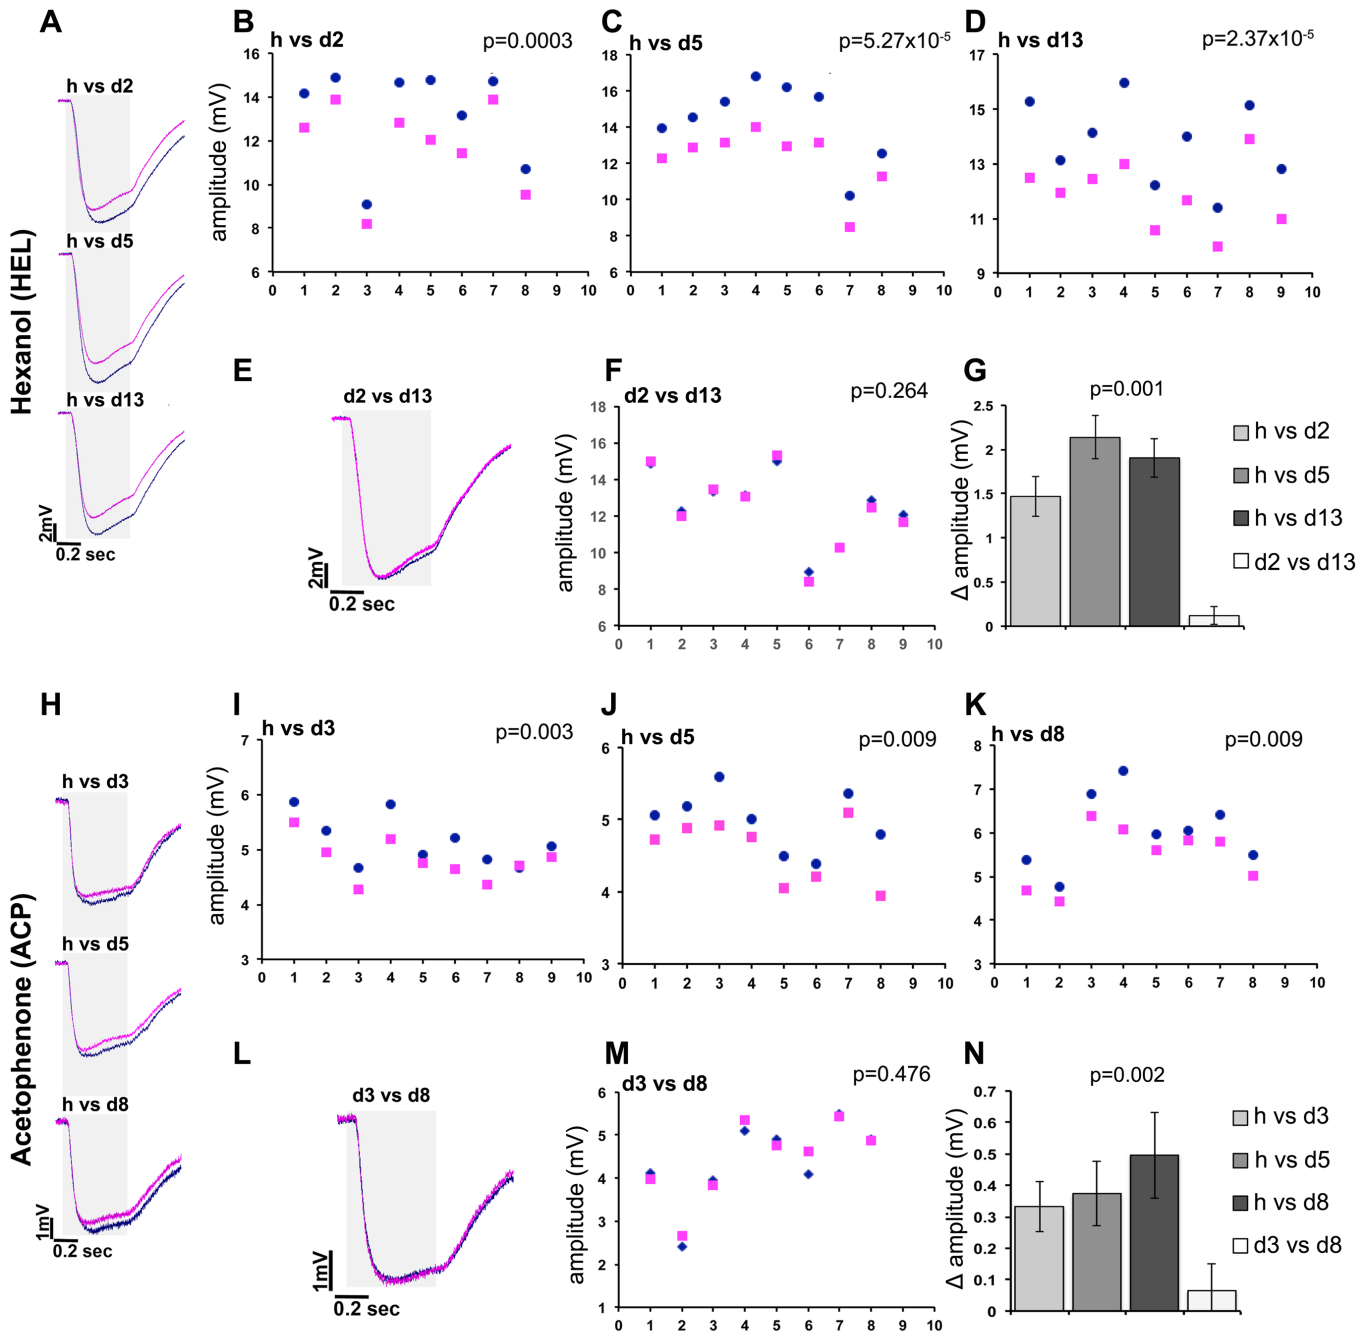 A
B
C
D
h vs d2
p=0.0003
h vs d5
p=5.27x10-5
h vs d13
p=2.37x10-5
Hexanol (HEL)
h vs d2
h vs d5
h vs d13
2mV
0.2 sec
amplitude (mV)
16
14
12
10
8
6
0 1 2 3 4 5 6 7 8 9 10
18
16
14
12
10
8
6
0 1 2 3 4 5 6 7 8 9 10
17
15
13
11
9
0 1 2 3 4 5 6 7 8 9 10
E
d2 vs d13
2mV
0.2 sec
F
d2 vs d13
p=0.264
amplitude (mV)
18
16
14
12
10
8
6
0 1 2 3 4 5 6 7 8 9 10
G
p=0.001
Δ amplitude (mV)
2.5
2
1.5
1
0.5
0
h vs d2
h vs d5
h vs d13
d2 vs d13
H
I
J
K
Acetophenone (ACP)
h vs d3
h vs d5
h vs d8
1mV
0.2 sec
h vs d3
p=0.003
amplitude (mV)
7
6
5
4
3
0 1 2 3 4 5 6 7 8 9 10
h vs d5
p=0.009
6
5
4
3
0 1 2 3 4 5 6 7 8 9 10
h vs d8
p=0.009
8
7
6
5
4
3
0 1 2 3 4 5 6 7 8 9 10
L
d3 vs d8
1mV
0.2 sec
M
d3 vs d8
p=0.476
amplitude (mV)
6
5
4
3
2
1
0 1 2 3 4 5 6 7 8 9 10
N
p=0.002
Δ amplitude (mV)
0.7
0.6
0.5
0.4
0.3
0.2
0.1
0
h vs d3
h vs d5
h vs d8
d3 vs d8